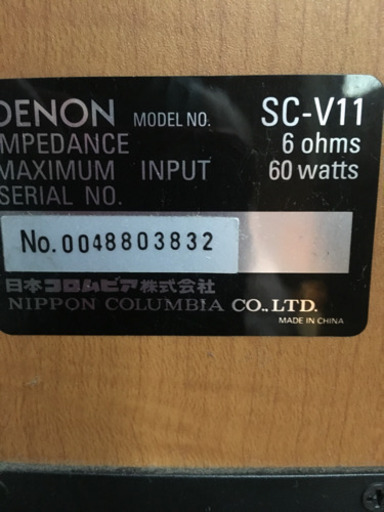 DENON MODEL NO. SC-V11
IMPEDANCE 6 ohms
MAXIMUM INPUT 60 watts
SERIAL NO.
No.0048803832
日本コロムビア株式会社
NIPPON COLUMBIA CO.,LTD.
MADE IN CHINA